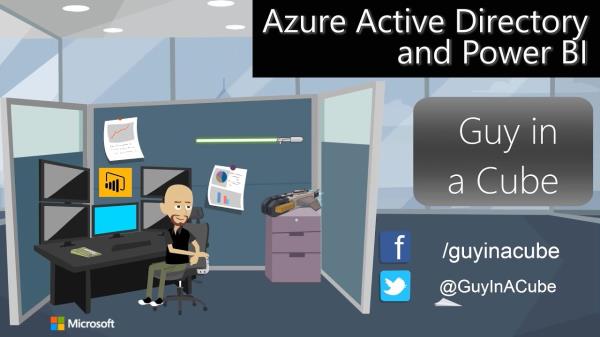 Azure Active Directory
and Power BI
Guy in
a Cube
f /guyinacube
@GuyInACube
Microsoft